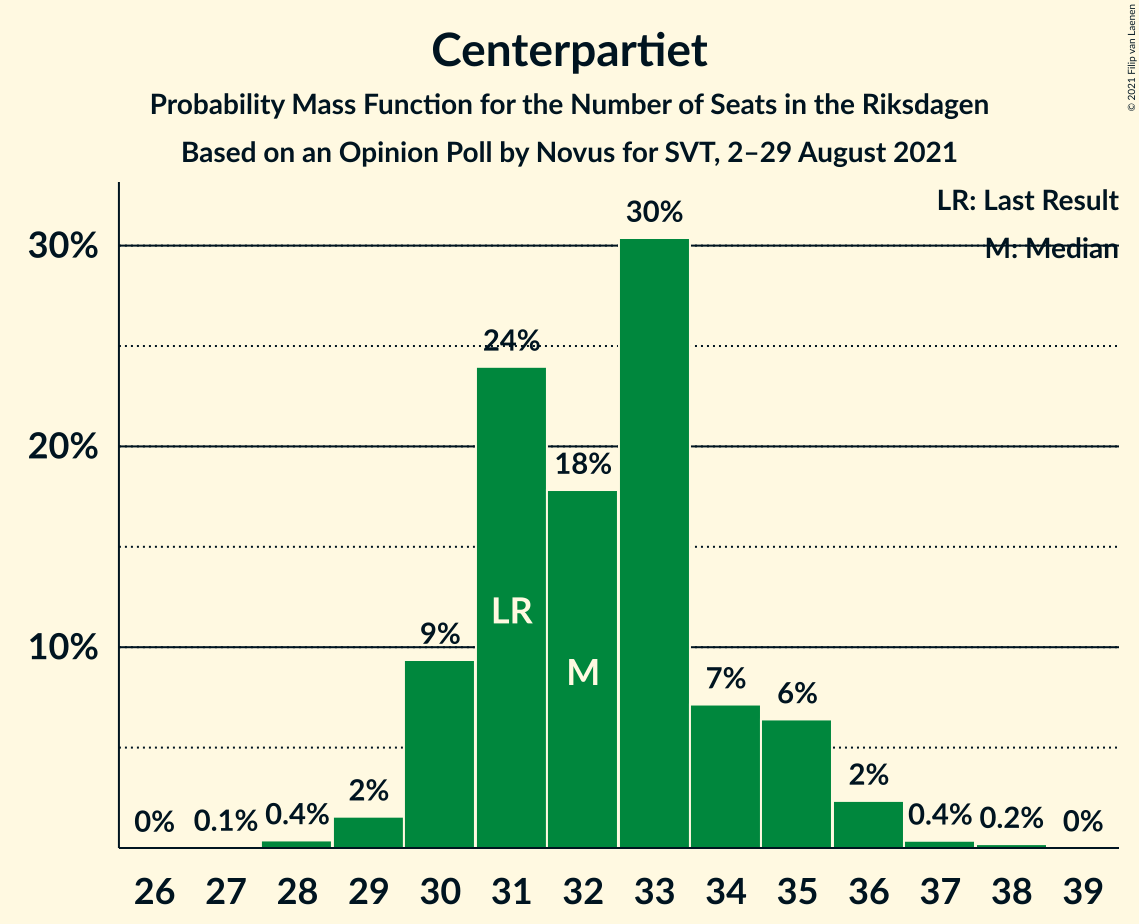 Centerpartiet
Probability Mass Function for the Number of Seats in the Riksdagen
Based on an Opinion Poll by Novus for SVT, 2–29 August 2021
© 2021 Filip van Laenen
LR: Last Result
M: Median
30%
20%
10%
0%
0.1%
0.4%
2%
9%
24%
18%
30%
7%
6%
2%
0.4%
0.2%
0%
LR
M
26 27 28 29 30 31 32 33 34 35 36 37 38 39